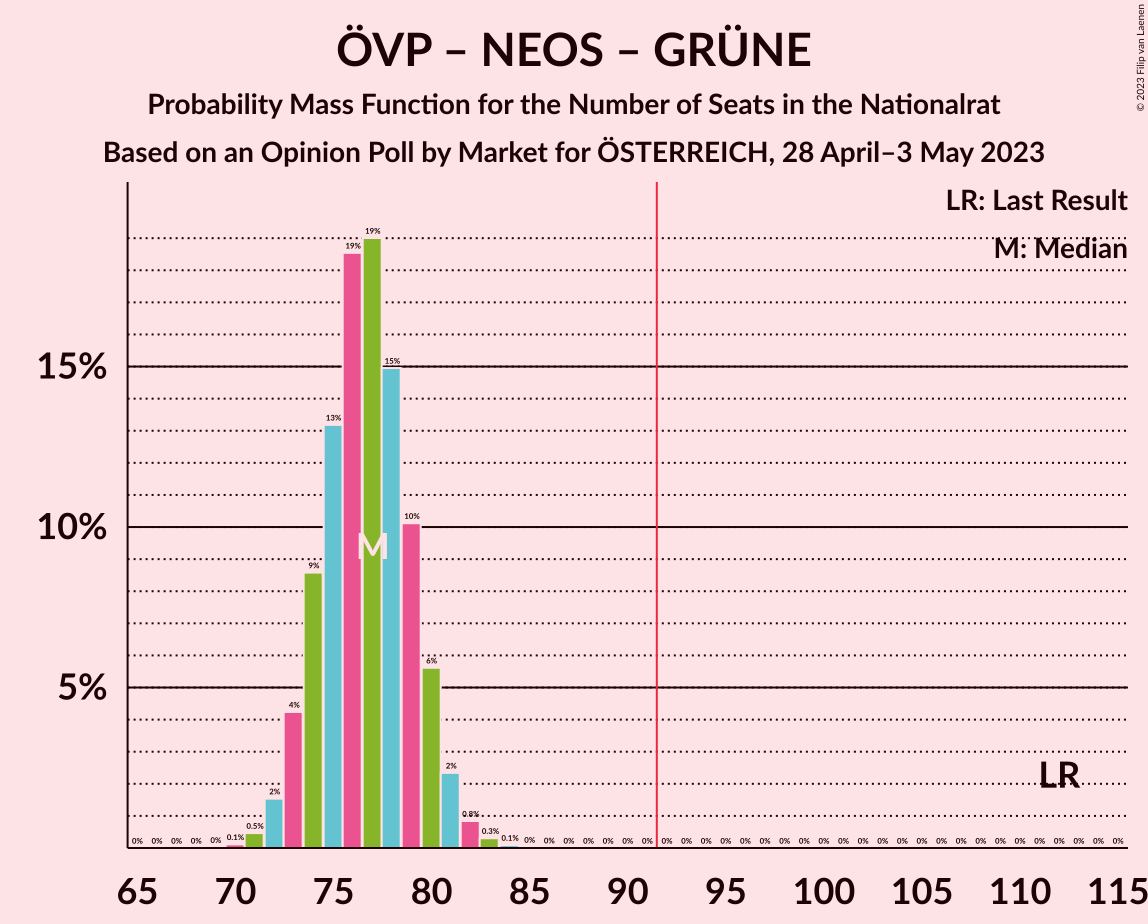 ÖVP – NEOS – GRÜNE
Probability Mass Function for the Number of Seats in the Nationalrat
Based on an Opinion Poll by Market for ÖSTERREICH, 28 April–3 May 2023
© 2023 Filip van Laenen
LR: Last Result
M: Median
15%
10%
5%
0% 0% 0% 0% 0% 0.1% 0.5% 2% 4% 9% 13% 19% 19% 15% 10% 6% 2% 0.8% 0.3% 0.1% 0% 0% 0% 0% 0% 0% 0% 0% 0% 0% 0% 0% 0% 0% 0% 0% 0% 0% 0% 0% 0% 0% 0% 0% 0% 0% 0% 0% 0% 0% 0%
M
LR
65 70 75 80 85 90 95 100 105 110 115